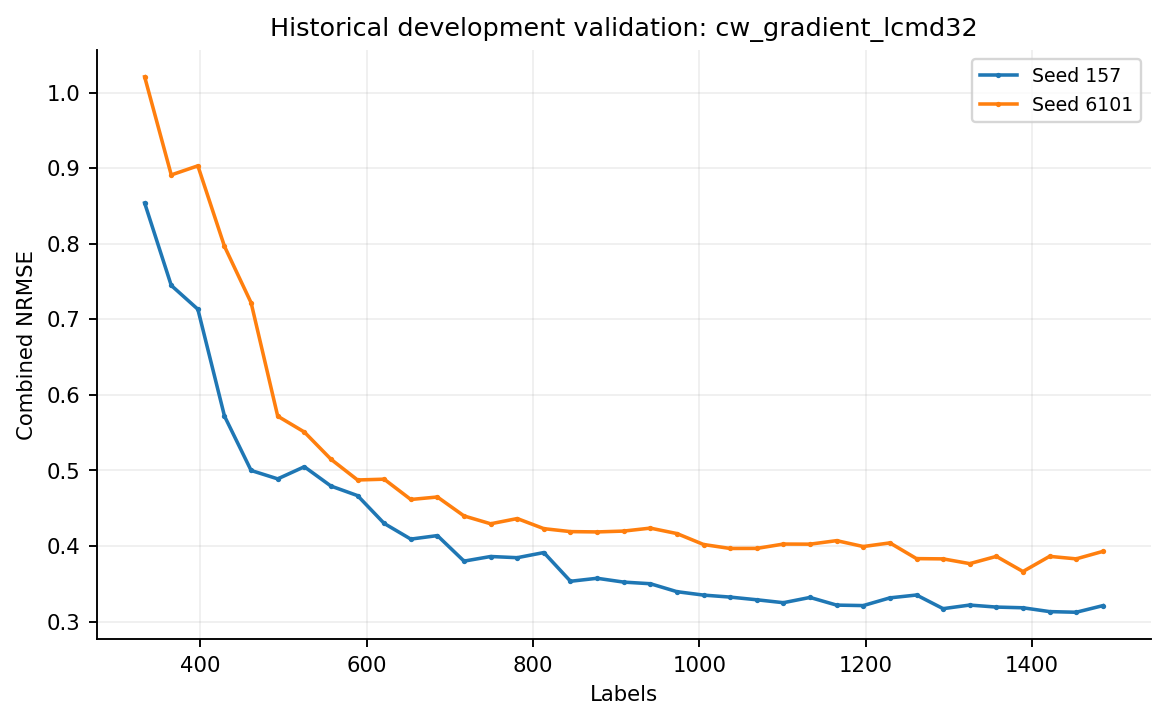 Historical development validation: cw_gradient_lcmd32
Seed 157
Seed 6101
Combined NRMSE
1.0
0.9
0.8
0.7
0.6
0.5
0.4
0.3
400 600 800 1000 1200 1400
Labels